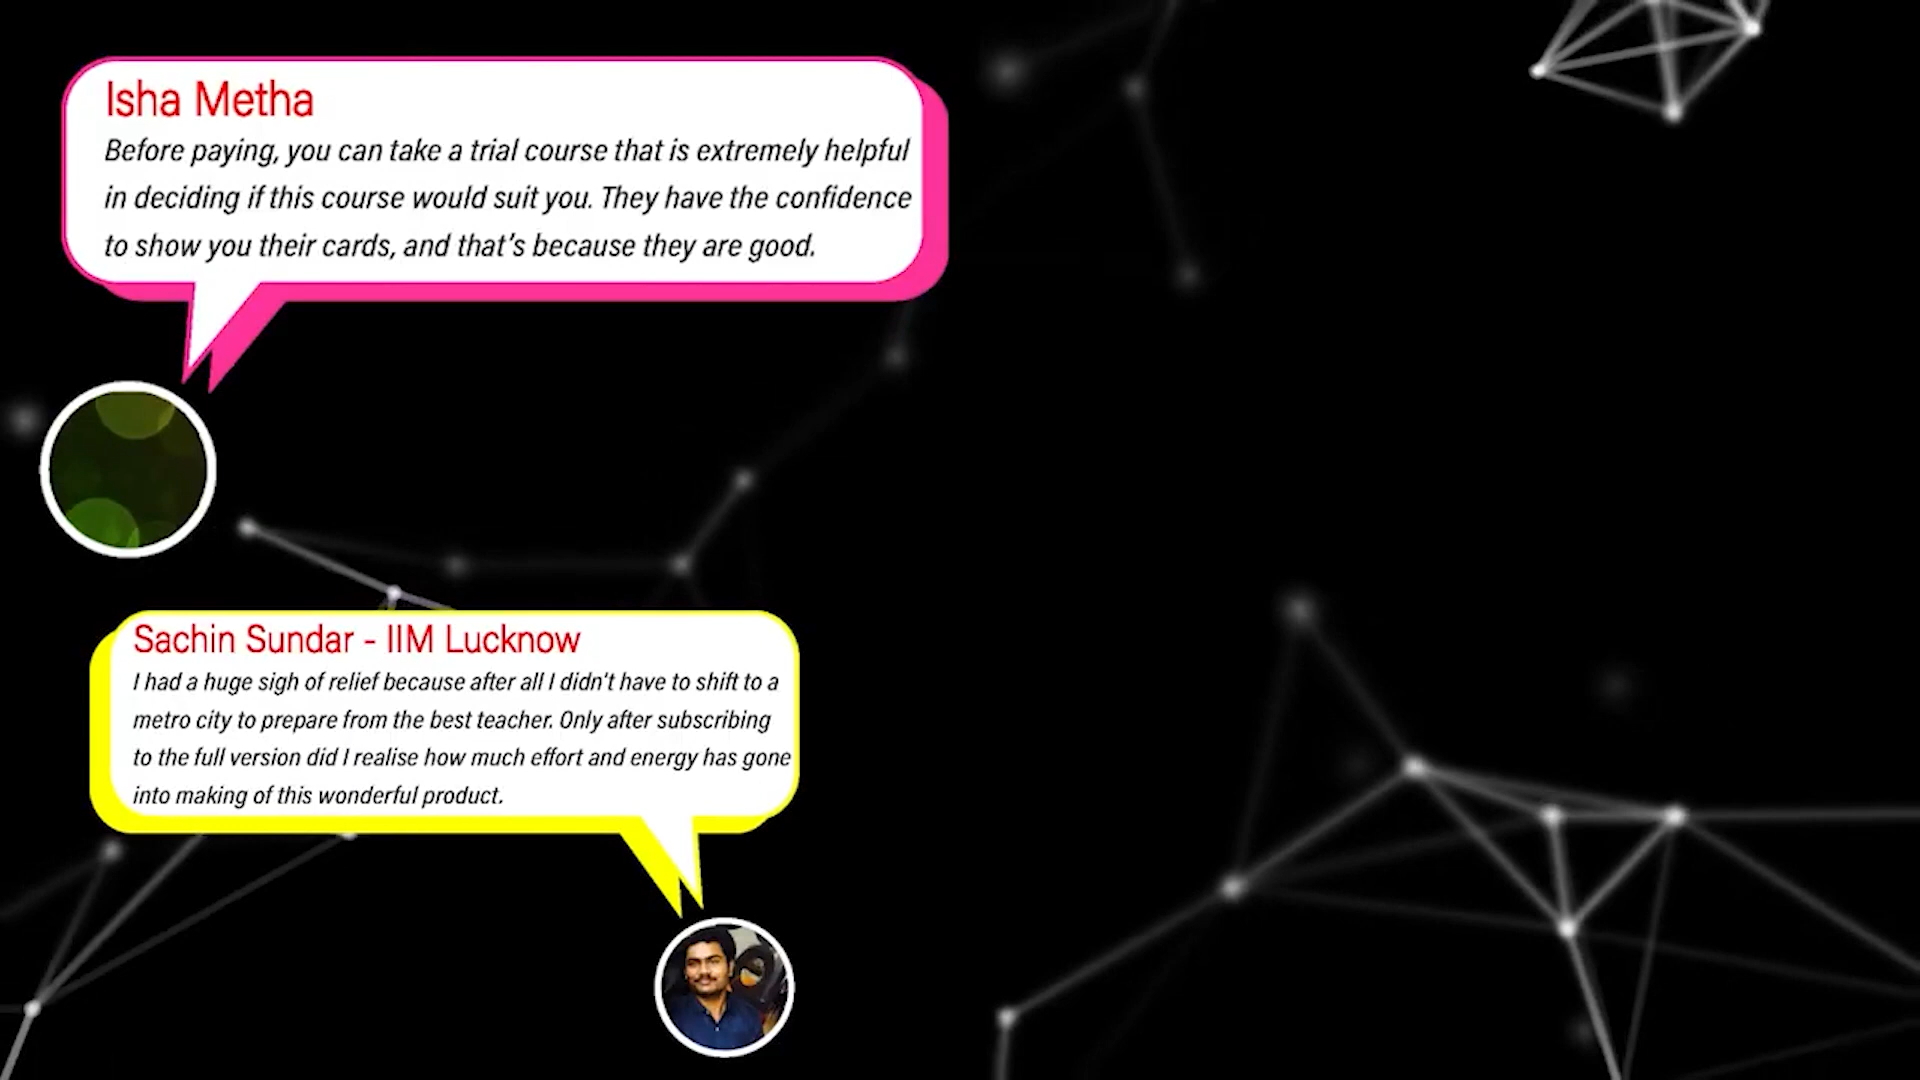 Isha Metha
Before paying, you can take a trial course that is extremely helpful
in deciding if this course would suit you. They have the confidence
to show you their cards, and that's because they are good.
Sachin Sundar - IIM Lucknow
I had a huge sigh of relief because after all I didn't have to shift to a
metro city to prepare from the best teacher. Only after subscribing
to the full version did I realise how much effort and energy has gone
into making of this wonderful product.